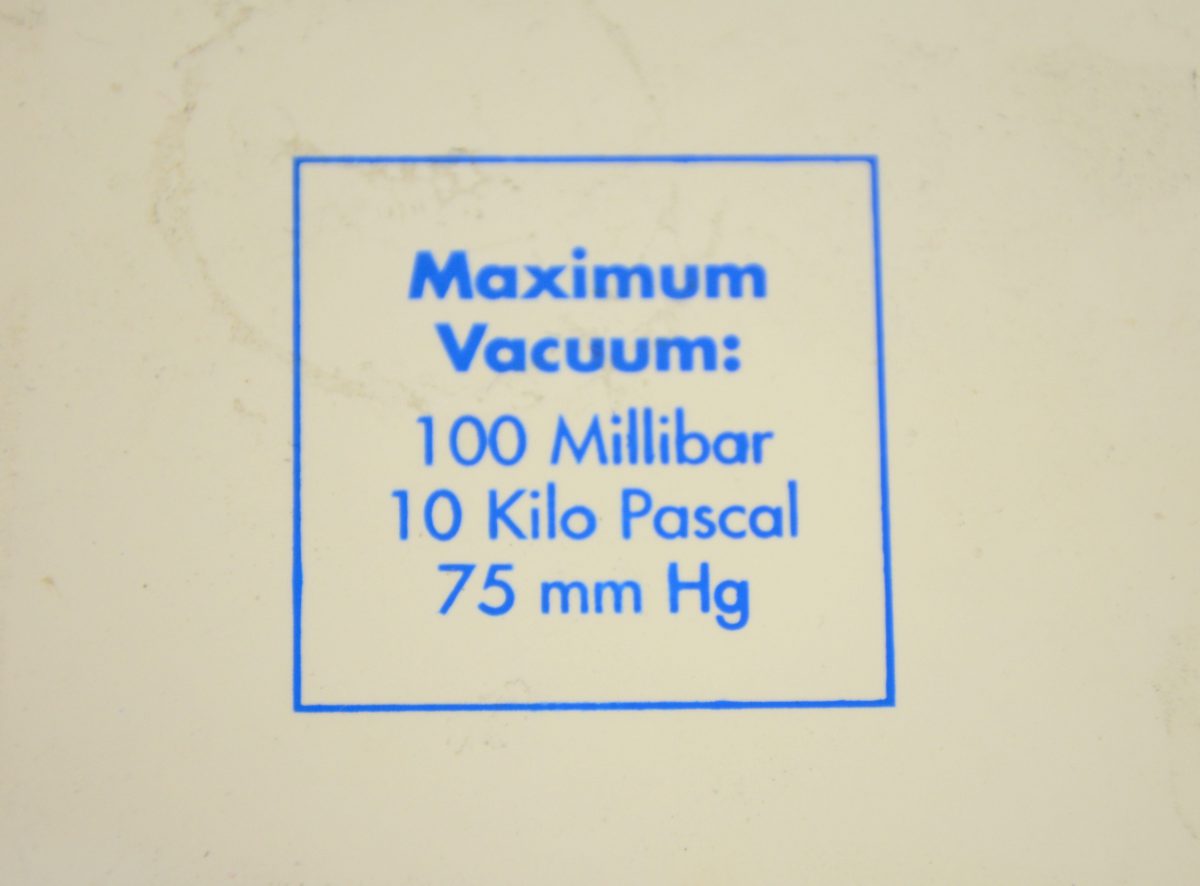 Maximum
Vacuum:
100 Millibar
10 Kilo Pascal
75 mm Hg